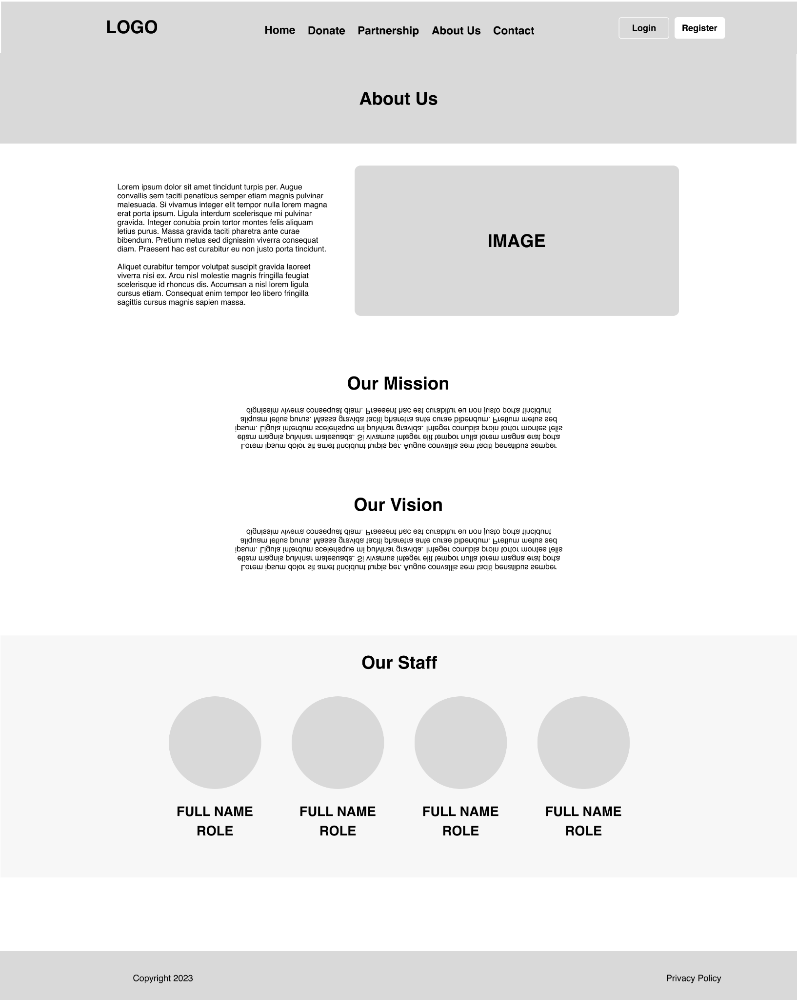 LOGO
Home Donate Partnership About Us Contact
Login Register
About Us
Lorem ipsum dolor sit amet tincidunt turpis per. Augue
convallis sem taciti penatibus semper etiam magnis pulvinar
malesuada. Si vivamus integer elit tempor nulla lorem magna
erat porta ipsum. Ligula interdum scelerisque mi pulvinar
gravida. Integer conubia proin tortor montes felis aliquam
letius purus. Massa gravida taciti pharetra ante curae
bibendum. Pretium metus sed dignissim viverra consequat
diam. Praesent hac est curabitur eu non justo porta tincidunt.
Aliquet curabitur tempor volutpat suscipit gravida laoreet
viverra nisi ex. Arcu nisl molestie magnis fringilla feugiat
scelerisque id rhoncus dis. Accumsan a nisl lorem ligula
cursus etiam. Consequat enim tempor leo libero fringilla
sagittis cursus magnis sapien massa.
IMAGE
Our Mission
Lorem ipsum dolor sit amet tincidunt turpis per. Augue convallis sem taciti penatibus semper
etiam magnis pulvinar malesuada. Si vivamus integer elit tempor nulla lorem magna erat porta
ipsum. Ligula interdum scelerisque mi pulvinar gravida. Integer conubia proin tortor montes felis
aliquam letius purus. Massa gravida taciti pharetra ante curae bibendum. Pretium metus sed
dignissim viverra consequat diam. Praesent hac est curabitur eu non justo porta tincidunt
Our Vision
Lorem ipsum dolor sit amet tincidunt turpis per. Augue convallis sem taciti penatibus semper
etiam magnis pulvinar malesuada. Si vivamus integer elit tempor nulla lorem magna erat porta
ipsum. Ligula interdum scelerisque mi pulvinar gravida. Integer conubia proin tortor montes felis
aliquam letius purus. Massa gravida taciti pharetra ante curae bibendum. Pretium metus sed
dignissim viverra consequat diam. Praesent hac est curabitur eu non justo porta tincidunt
Our Staff
FULL NAME FULL NAME FULL NAME FULL NAME
ROLE ROLE ROLE ROLE
Copyright 2023 Privacy Policy